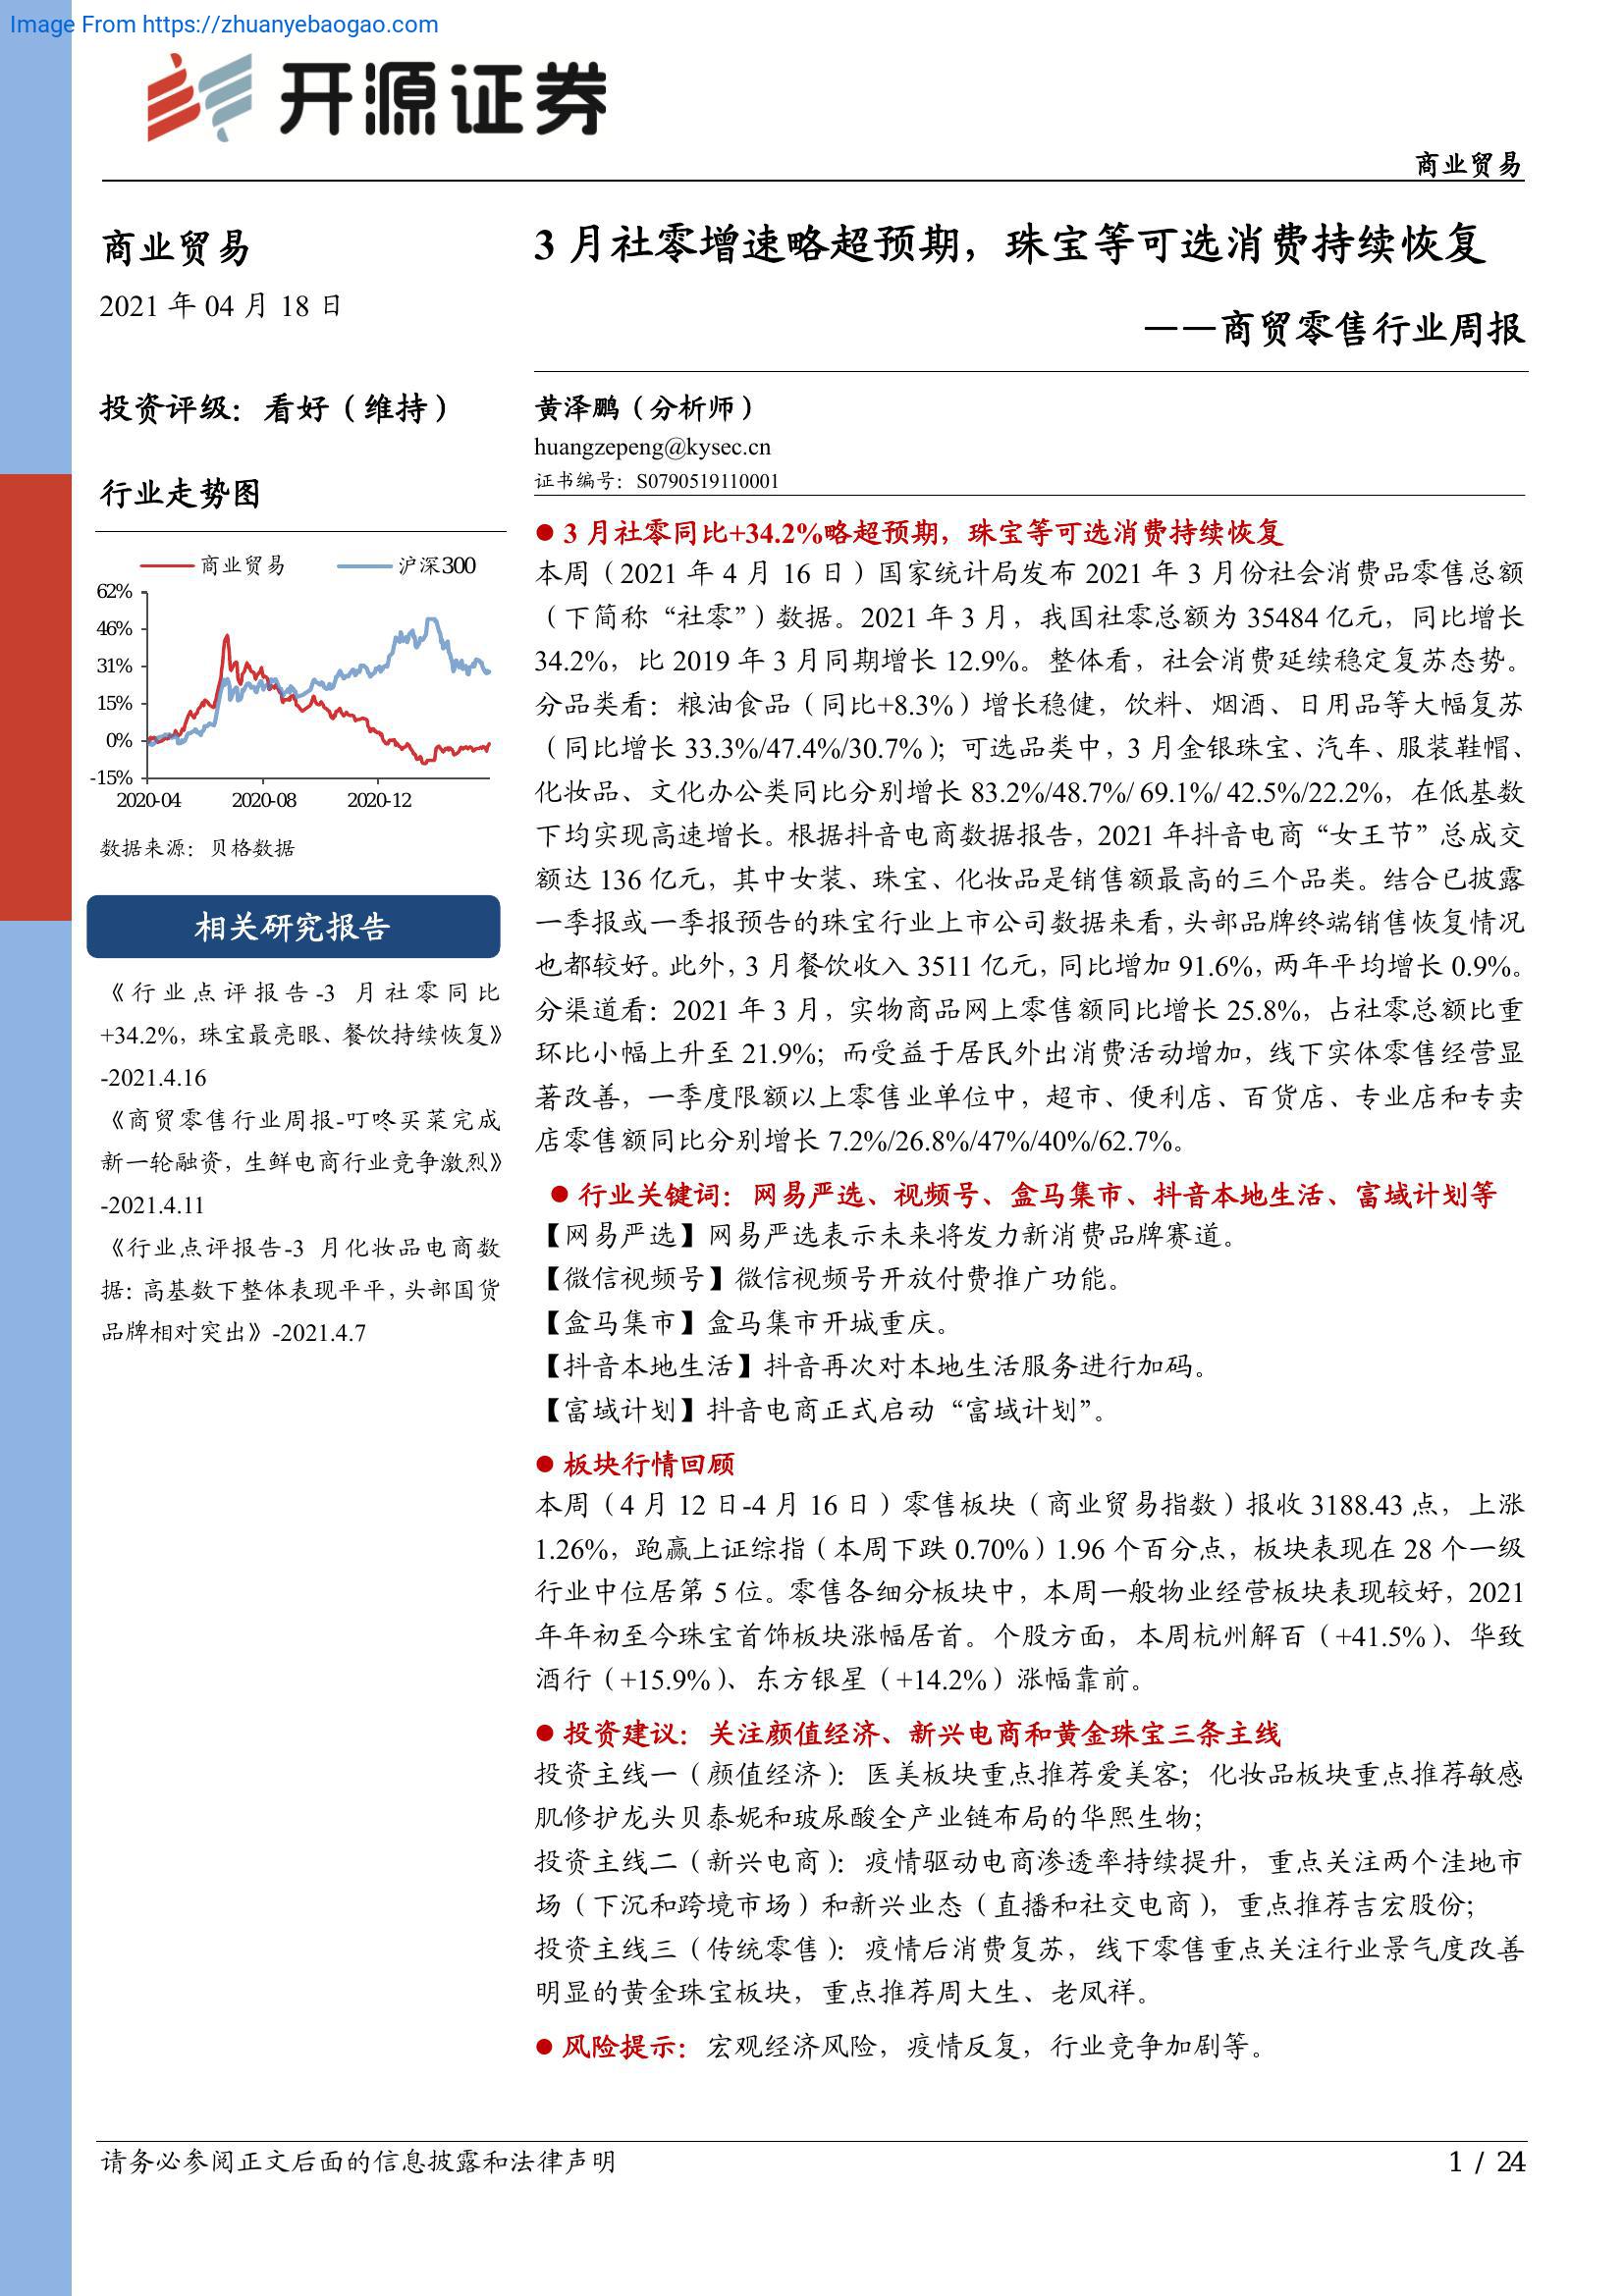 Image From https://zhuanyebaogao.com
开源证券
商业贸易
商业贸易
2021 年 04 月 18 日
投资评级：看好（维持）
行业走势图
商业贸易 沪深300
62%
46%
31%
15%
0%
-15%
2020-04 2020-08 2020-12
数据来源：贝格数据
相关研究报告
《行业点评报告-3 月社零同比
+34.2%，珠宝最亮眼、餐饮持续恢复》
-2021.4.16
《商贸零售行业周报-叮咚买菜完成
新一轮融资，生鲜电商行业竞争激烈》
-2021.4.11
《行业点评报告-3 月化妆品电商数
据：高基数下整体表现平平，头部国货
品牌相对突出》-2021.4.7
3 月社零增速略超预期，珠宝等可选消费持续恢复
——商贸零售行业周报
黄泽鹏（分析师）
huangzepeng@kysec.cn
证书编号：S0790519110001
● 3 月社零同比+34.2%略超预期，珠宝等可选消费持续恢复
本周（2021 年 4 月 16 日）国家统计局发布 2021 年 3 月份社会消费品零售总额
（下简称“社零”）数据。2021 年 3 月，我国社零总额为 35484 亿元，同比增长
34.2%，比 2019 年 3 月同期增长 12.9%。整体看，社会消费延续稳定复苏态势。
分品类看：粮油食品（同比+8.3%）增长稳健，饮料、烟酒、日用品等大幅复苏
（同比增长 33.3%/47.4%/30.7%）；可选品类中，3 月金银珠宝、汽车、服装鞋帽、
化妆品、文化办公类同比分别增长 83.2%/48.7%/ 69.1%/ 42.5%/22.2%，在低基数
下均实现高速增长。根据抖音电商数据报告，2021 年抖音电商“女王节”总成交
额达 136 亿元，其中女装、珠宝、化妆品是销售额最高的三个品类。结合已披露
一季报或一季报预告的珠宝行业上市公司数据来看，头部品牌终端销售恢复情况
也都较好。此外，3 月餐饮收入 3511 亿元，同比增加 91.6%，两年平均增长 0.9%。
分渠道看：2021 年 3 月，实物商品网上零售额同比增长 25.8%，占社零总额比重
环比小幅上升至 21.9%；而受益于居民外出消费活动增加，线下实体零售经营显
著改善，一季度限额以上零售业单位中，超市、便利店、百货店、专业店和专卖
店零售额同比分别增长 7.2%/26.8%/47%/40%/62.7%。
● 行业关键词：网易严选、视频号、盒马集市、抖音本地生活、富域计划等
【网易严选】网易严选表示未来将发力新消费品牌赛道。
【微信视频号】微信视频号开放付费推广功能。
【盒马集市】盒马集市开城重庆。
【抖音本地生活】抖音再次对本地生活服务进行加码。
【富域计划】抖音电商正式启动“富域计划”。
● 板块行情回顾
本周（4 月 12 日-4 月 16 日）零售板块（商业贸易指数）报收 3188.43 点，上涨
1.26%，跑赢上证综指（本周下跌 0.70%）1.96 个百分点，板块表现在 28 个一级
行业中位居第 5 位。零售各细分板块中，本周一般物业经营板块表现较好，2021
年年初至今珠宝首饰板块涨幅居首。个股方面，本周杭州解百（+41.5%）、华致
酒行（+15.9%）、东方银星（+14.2%）涨幅靠前。
● 投资建议：关注颜值经济、新兴电商和黄金珠宝三条主线
投资主线一（颜值经济）：医美板块重点推荐爱美客；化妆品板块重点推荐敏感
肌修护龙头贝泰妮和玻尿酸全产业链布局的华熙生物；
投资主线二（新兴电商）：疫情驱动电商渗透率持续提升，重点关注两个洼地市
场（下沉和跨境市场）和新兴业态（直播和社交电商），重点推荐吉宏股份；
投资主线三（传统零售）：疫情后消费复苏，线下零售重点关注行业景气度改善
明显的黄金珠宝板块，重点推荐周大生、老凤祥。
● 风险提示：宏观经济风险，疫情反复，行业竞争加剧等。
请务必参阅正文后面的信息披露和法律声明
1 / 24